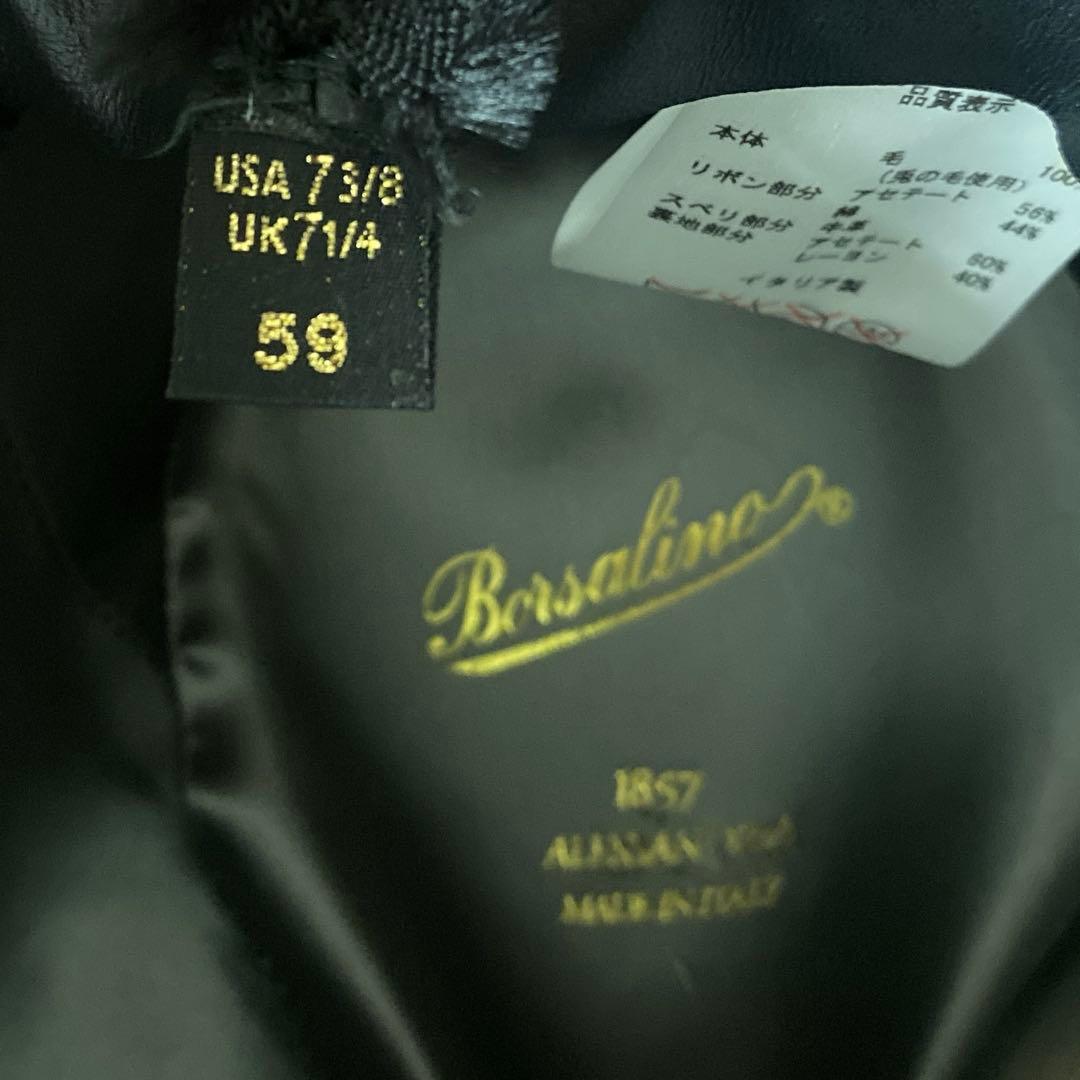 USA 7 3/8
UK 7 1/4
59
品質表示
本体 毛 100%
(兎の毛使用)
リボン部分 アセテート 56%
綿 44%
スベリ部分 牛革
裏地部分 アセテート 60%
レーヨン 40%
イタリア製
Borsalino®
1857
MADE IN ITALY